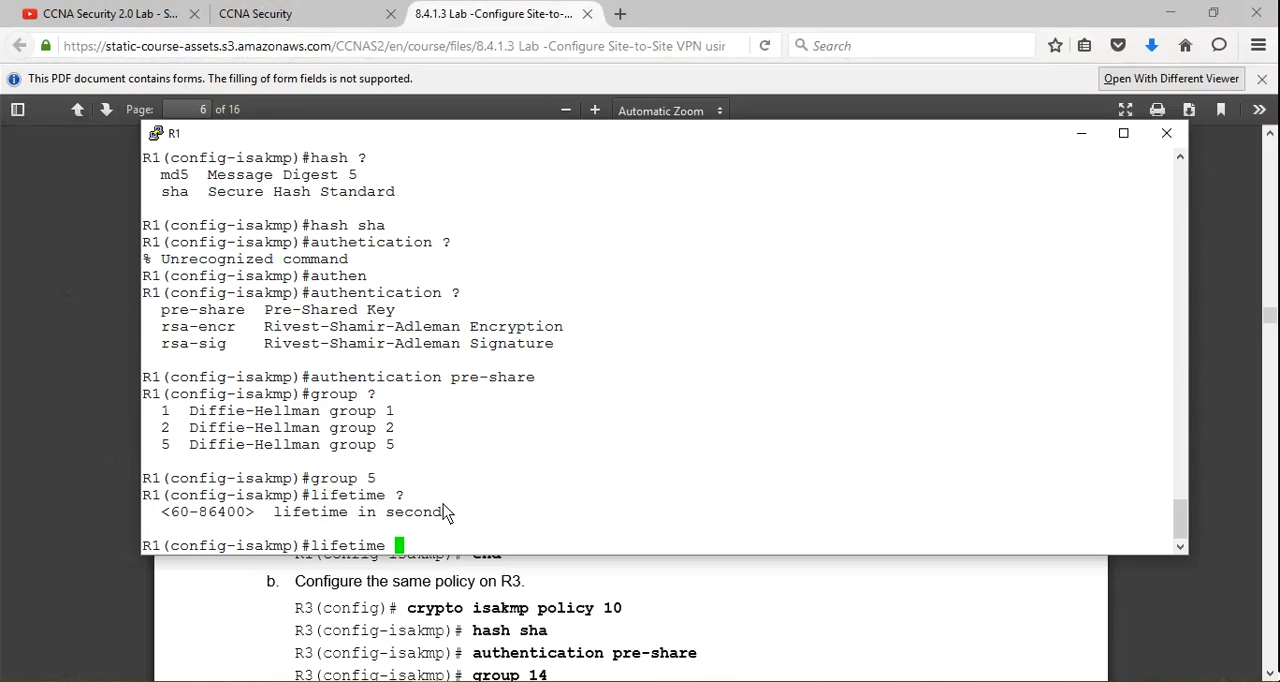 CCNA Security 2.0 Lab - S...
CCNA Security
8.4.1.3 Lab -Configure Site-to-...
https://static-course-assets.s3.amazonaws.com/CCNAS2/en/course/files/8.4.1.3 Lab -Configure Site-to-Site VPN usir
Search
This PDF document contains forms. The filling of form fields is not supported.
Open With Different Viewer
Page: 6 of 16
Automatic Zoom
R1
R1(config-isakmp)#hash ?
md5 Message Digest 5
sha Secure Hash Standard
R1(config-isakmp)#hash sha
R1(config-isakmp)#authetication ?
% Unrecognized command
R1(config-isakmp)#authen
R1(config-isakmp)#authentication ?
pre-share Pre-Shared Key
rsa-encr Rivest-Shamir-Adleman Encryption
rsa-sig Rivest-Shamir-Adleman Signature
R1(config-isakmp)#authentication pre-share
R1(config-isakmp)#group ?
1 Diffie-Hellman group 1
2 Diffie-Hellman group 2
5 Diffie-Hellman group 5
R1(config-isakmp)#group 5
R1(config-isakmp)#lifetime ?
<60-86400> lifetime in second
R1(config-isakmp)#lifetime
R1(config-isakmp)# end
b. Configure the same policy on R3.
R3(config)# crypto isakmp policy 10
R3(config-isakmp)# hash sha
R3(config-isakmp)# authentication pre-share
R3(config-isakmp)# group 14